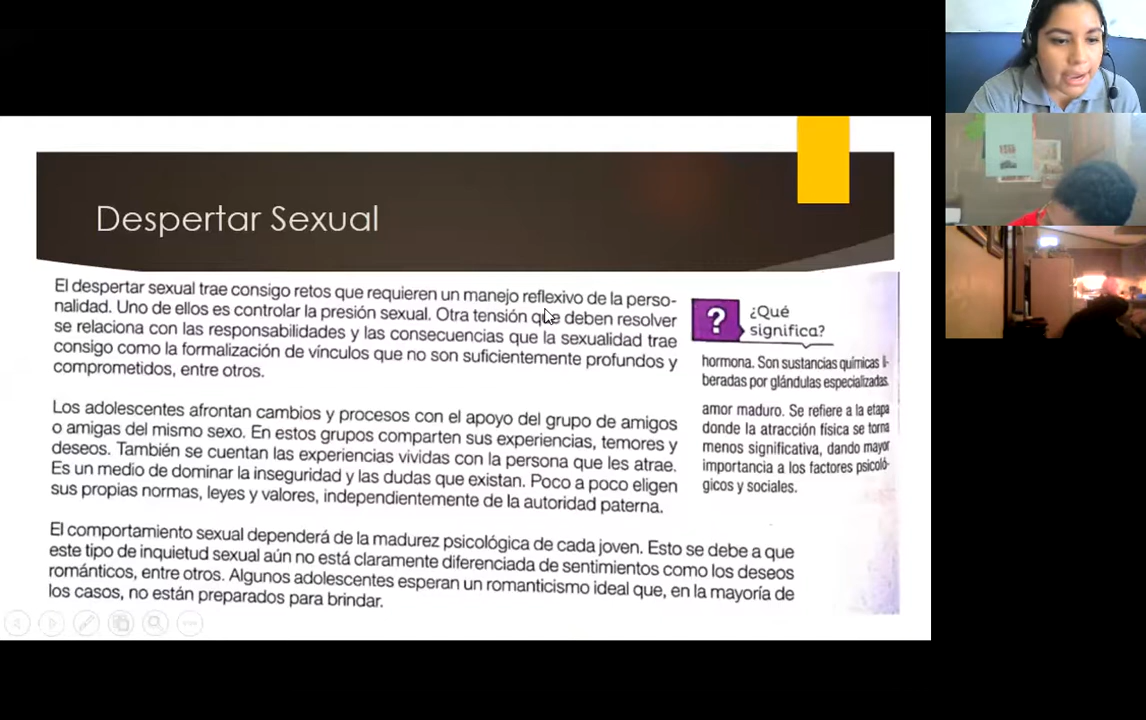 Despertar Sexual
El despertar sexual trae consigo retos que requieren un manejo reflexivo de la perso-
nalidad. Uno de ellos es controlar la presión sexual. Otra tensión que deben resolver
se relaciona con las responsabilidades y las consecuencias que la sexualidad trae
consigo como la formalización de vínculos que no son suficientemente profundos y
comprometidos, entre otros.
Los adolescentes afrontan cambios y procesos con el apoyo del grupo de amigos
o amigas del mismo sexo. En estos grupos comparten sus experiencias, temores y
deseos. También se cuentan las experiencias vividas con la persona que les atrae.
Es un medio de dominar la inseguridad y las dudas que existan. Poco a poco eligen
sus propias normas, leyes y valores, independientemente de la autoridad paterna.
El comportamiento sexual dependerá de la madurez psicológica de cada joven. Esto se debe a que
este tipo de inquietud sexual aún no está claramente diferenciada de sentimientos como los deseos
románticos, entre otros. Algunos adolescentes esperan un romanticismo ideal que, en la mayoría de
los casos, no están preparados para brindar.
?
¿Qué
significa?
hormona. Son sustancias químicas li-
beradas por glándulas especializadas.
amor maduro. Se refiere a la etapa
donde la atracción física se torna
menos significativa, dando mayor
importancia a los factores psicoló-
gicos y sociales.